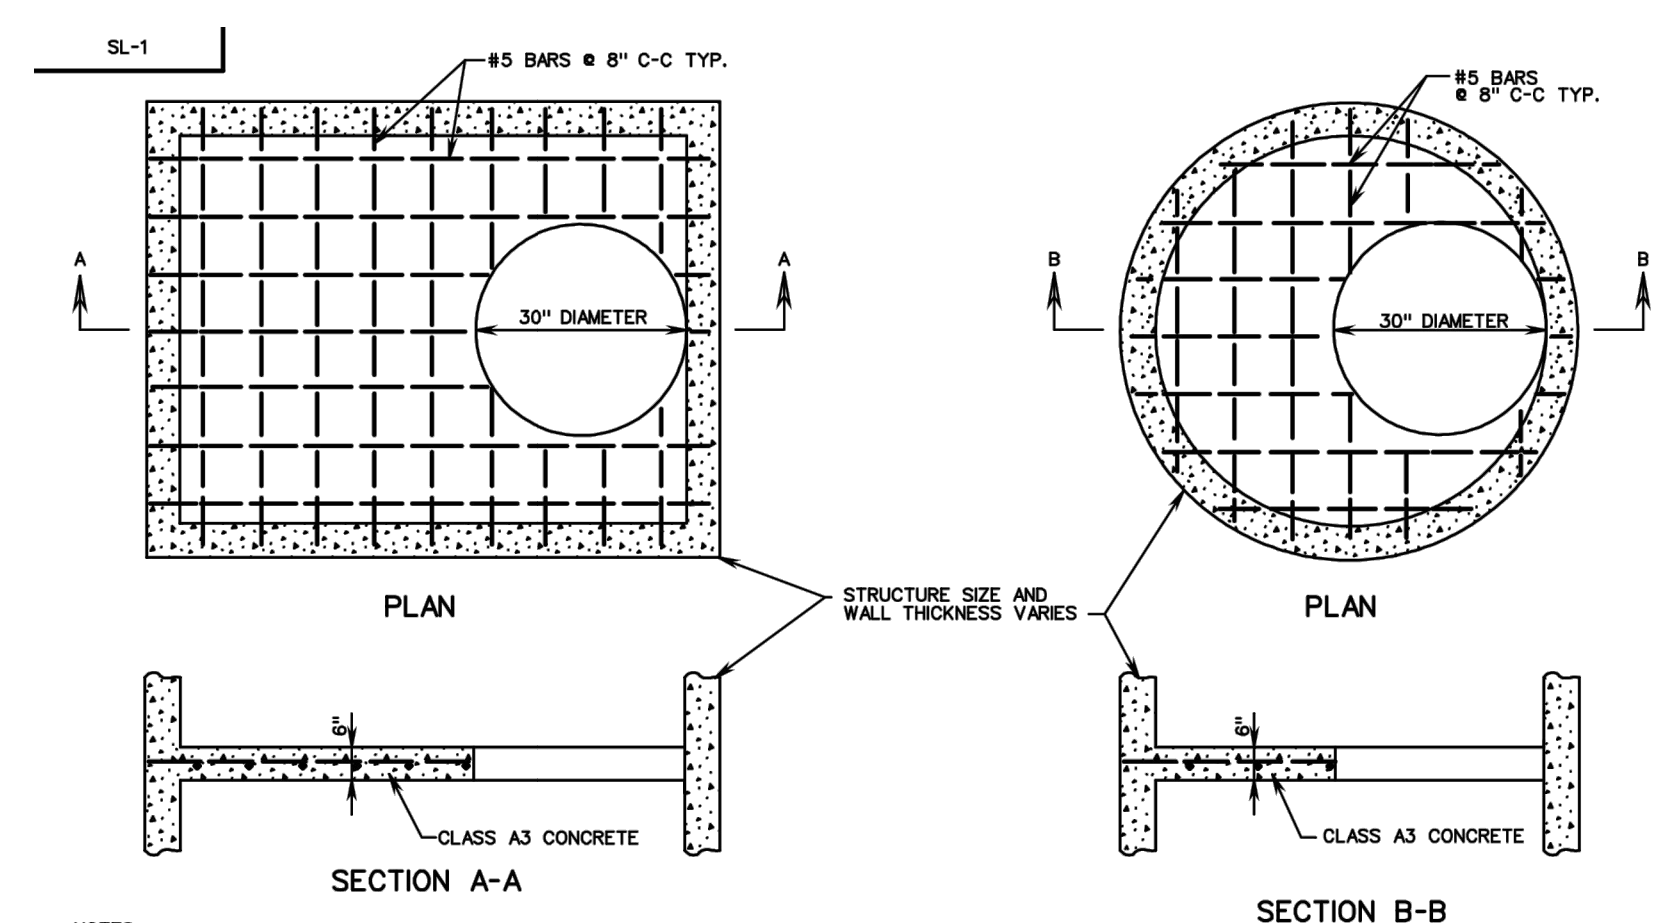 SL-1
#5 BARS @ 8" C-C TYP.
#5 BARS
@ 8" C-C TYP.
A
A
B
B
30" DIAMETER
30" DIAMETER
PLAN
STRUCTURE SIZE AND
WALL THICKNESS VARIES
PLAN
6"
6"
CLASS A3 CONCRETE
CLASS A3 CONCRETE
SECTION A-A
SECTION B-B